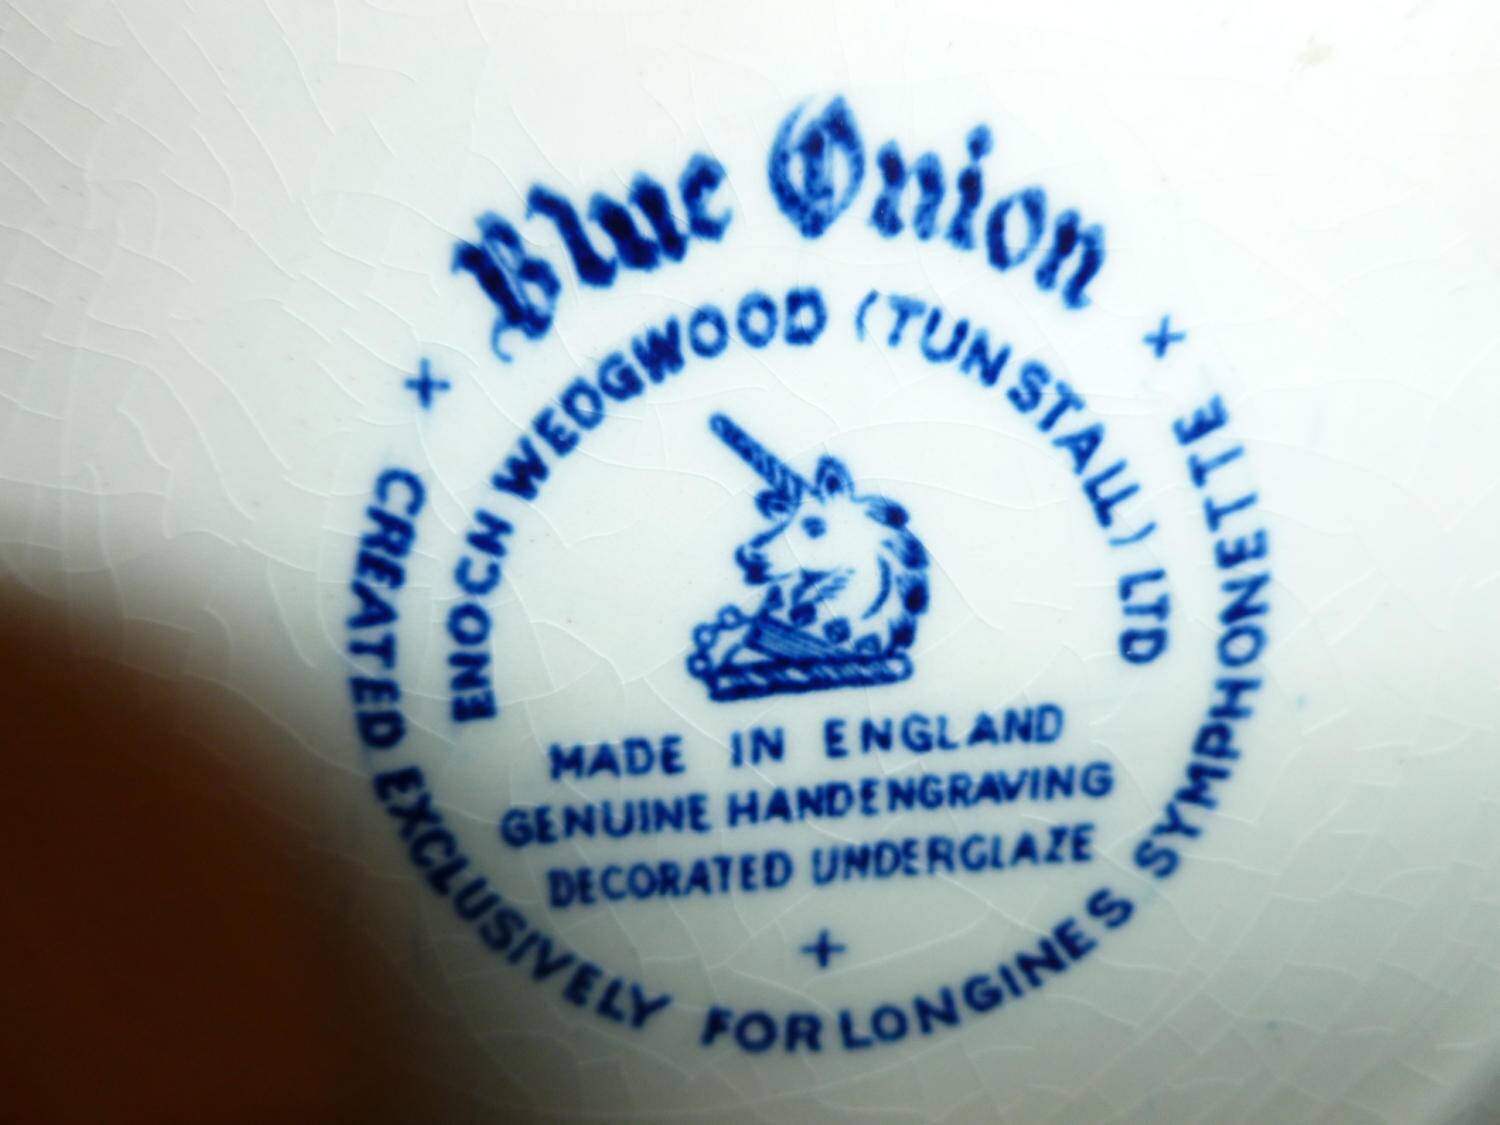 Blue Onion
ENOCH WEDGWOOD (TUNSTALL) LTD
MADE IN ENGLAND
GENUINE HANDENGRAVING
DECORATED UNDERGLAZE
CREATED EXCLUSIVELY FOR LONGINES SYMPHONETTE